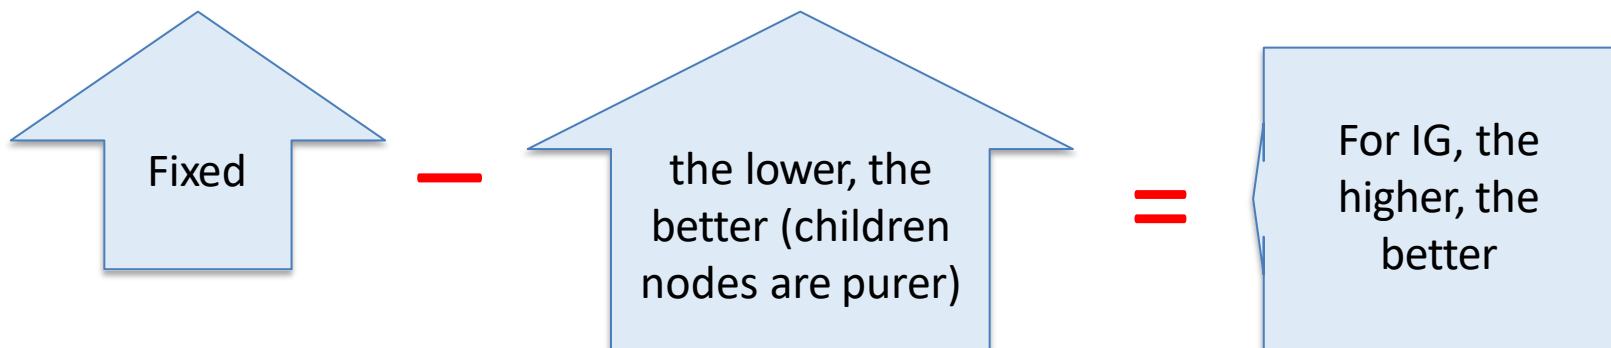 Fixed
–
the lower, the
better (children
nodes are purer)
=
For IG, the
higher, the
better